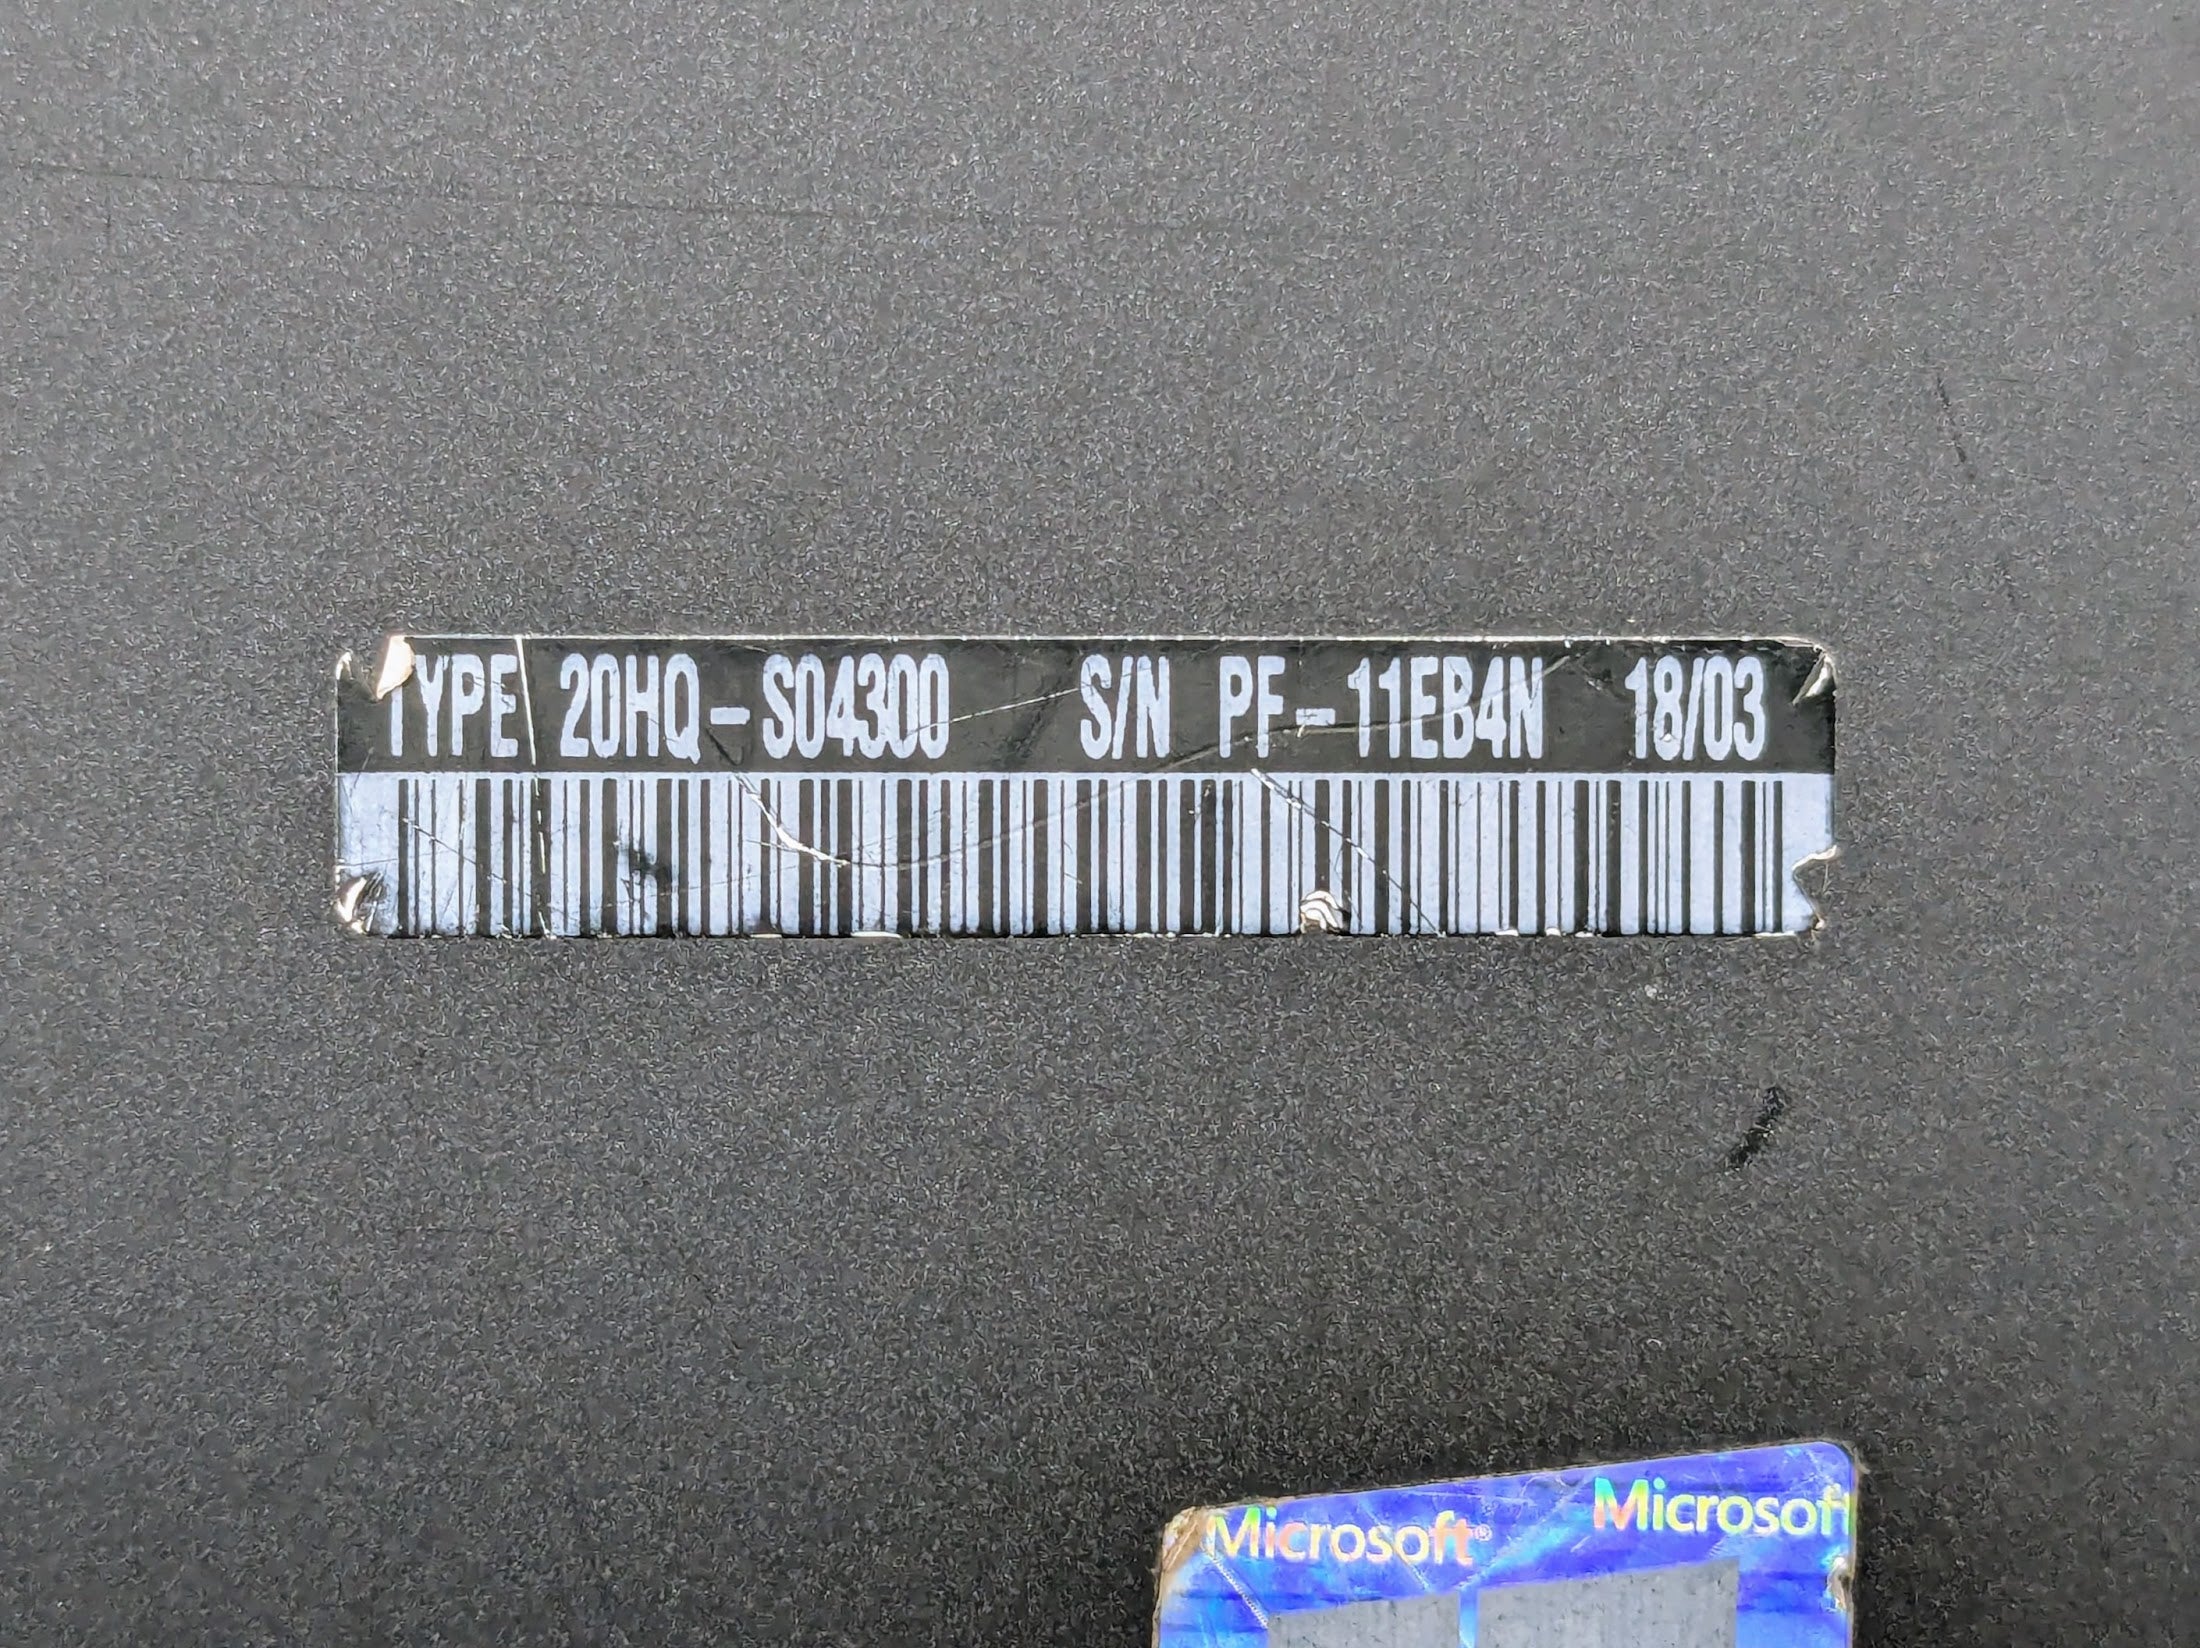 TYPE 20HQ-S04300 S/N PF-11EB4N 18/03
Microsoft® Microsoft